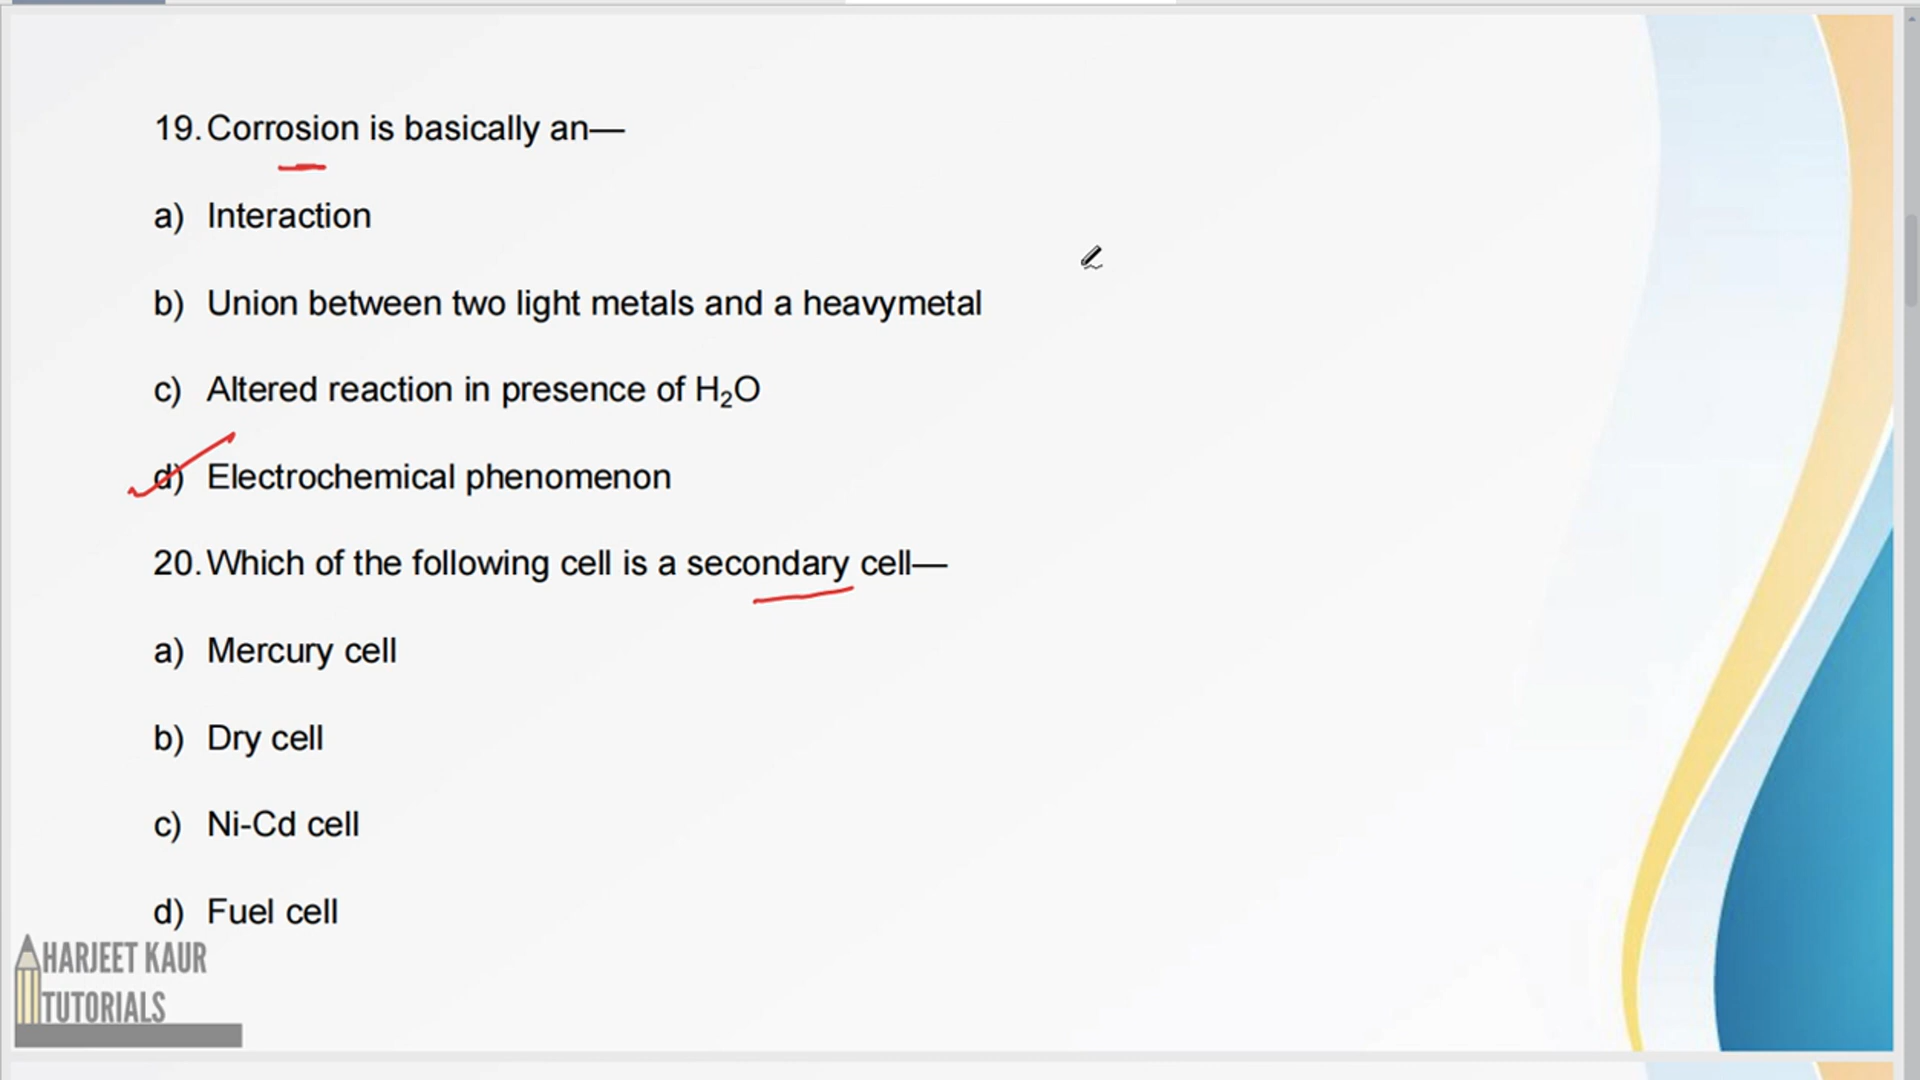 19. Corrosion is basically an—
a) Interaction
b) Union between two light metals and a heavymetal
c) Altered reaction in presence of H₂O
d) Electrochemical phenomenon
20. Which of the following cell is a secondary cell—
a) Mercury cell
b) Dry cell
c) Ni-Cd cell
d) Fuel cell
HARJEET KAUR
TUTORIALS